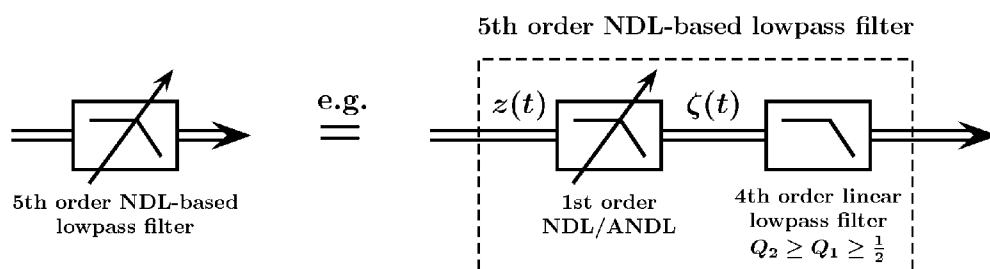 5th order NDL-based lowpass filter
e.g.
=
z(t)
ζ(t)
5th order NDL-based
lowpass filter
1st order
NDL/ANDL
4th order linear
lowpass filter
Q₂ ≥ Q₁ ≥ ½